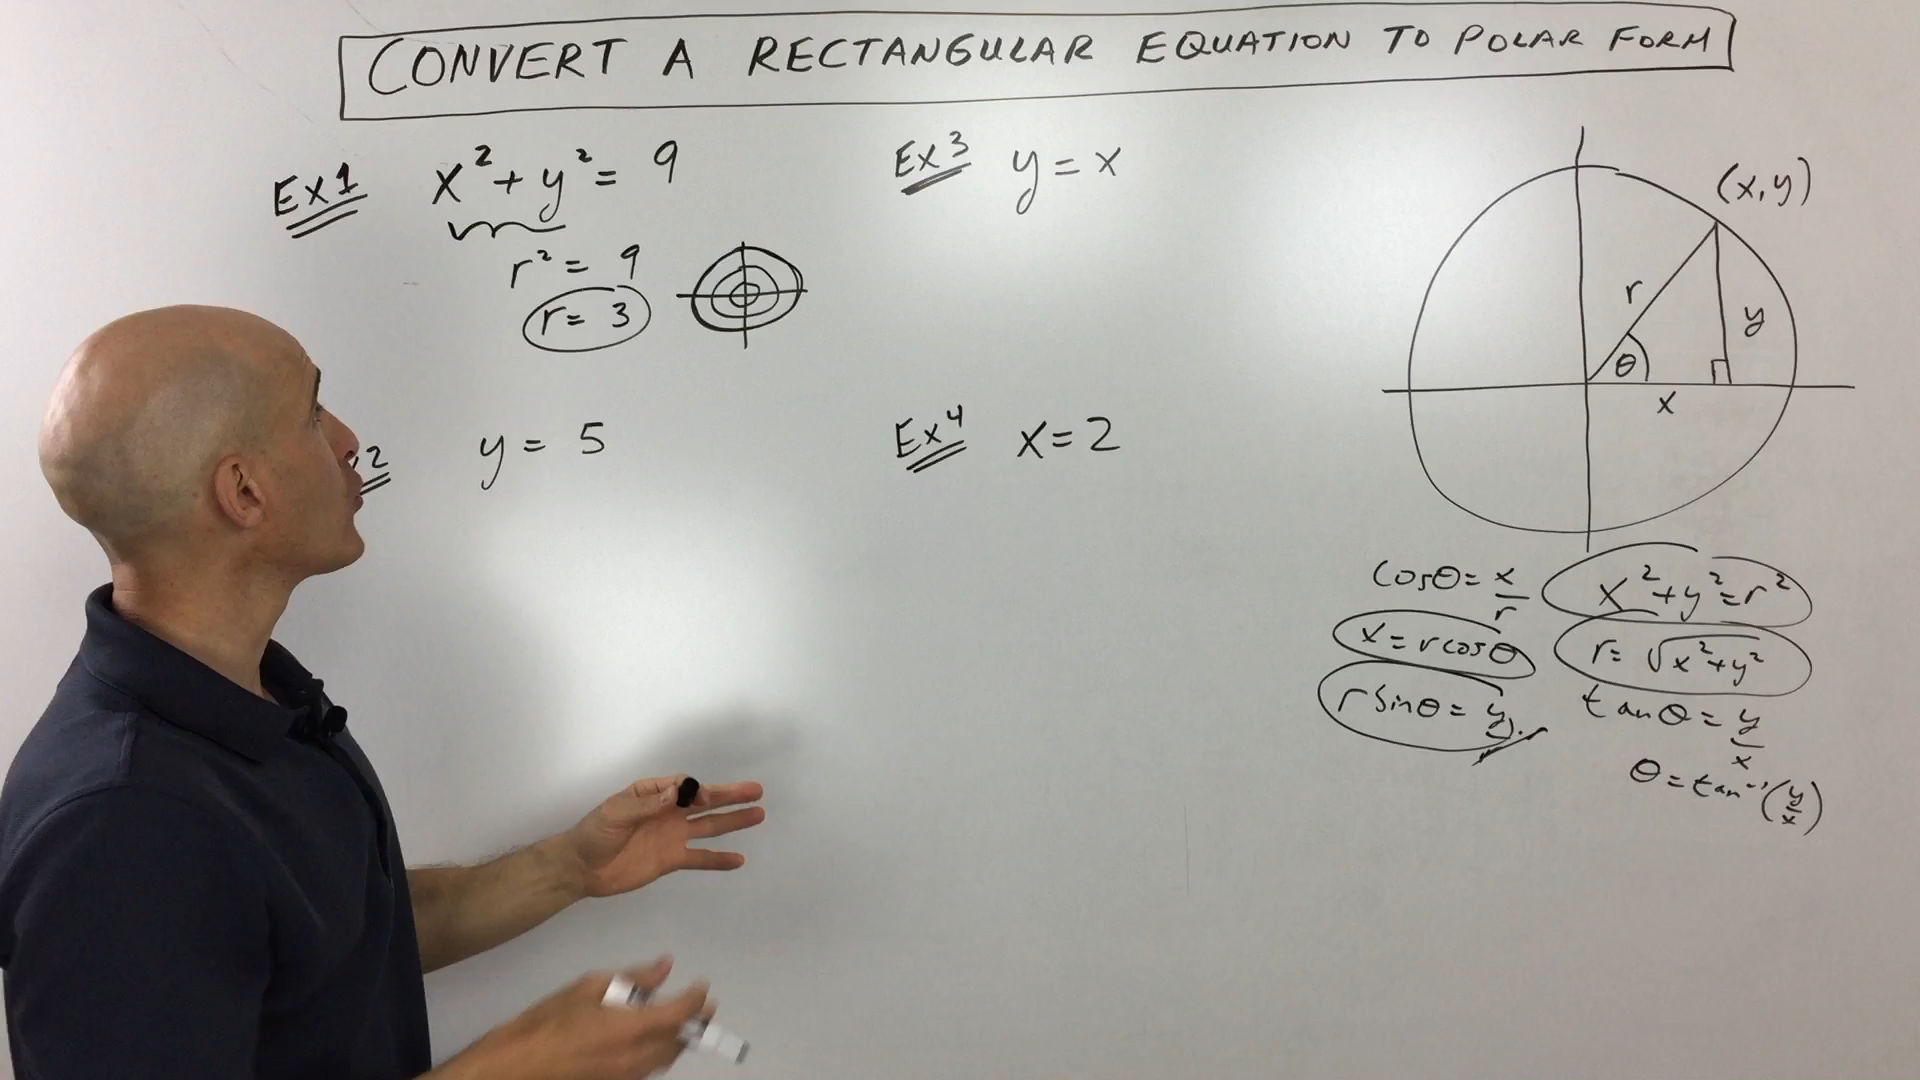 CONVERT A RECTANGULAR EQUATION TO POLAR FORM
Ex1 x² + y² = 9
r² = 9
r = 3
2 y = 5
Ex3 y = x
Ex4 x = 2
(x, y)
r
y
θ
x
cosθ = x/r
x = r cosθ
r sinθ = y
x² + y² = r²
r = √x² + y²
tanθ = y/x
θ = tan⁻¹(y/x)